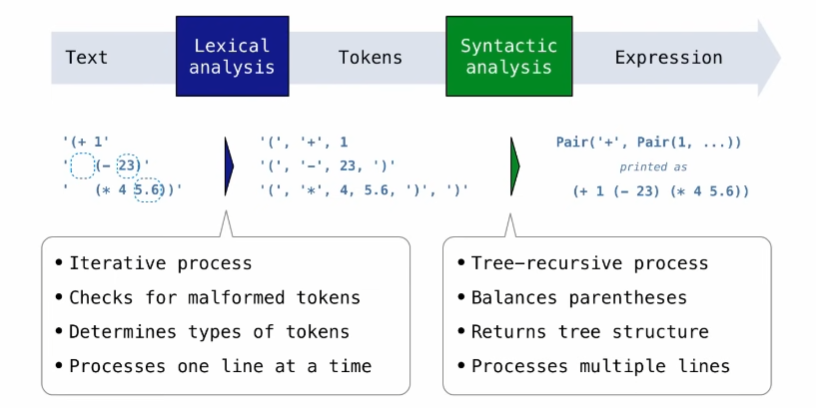 Text
Lexical
analysis
Tokens
Syntactic
analysis
Expression
'(+ 1'
'   (- 23)'
'   (* 4 5.6))'
'(', '+', 1
'(', '-', 23, ')'
'(', '*', 4, 5.6, ')', ')'
Pair('+', Pair(1, ...))
printed as
(+ 1 (- 23) (* 4 5.6))
• Iterative process
• Checks for malformed tokens
• Determines types of tokens
• Processes one line at a time
• Tree-recursive process
• Balances parentheses
• Returns tree structure
• Processes multiple lines